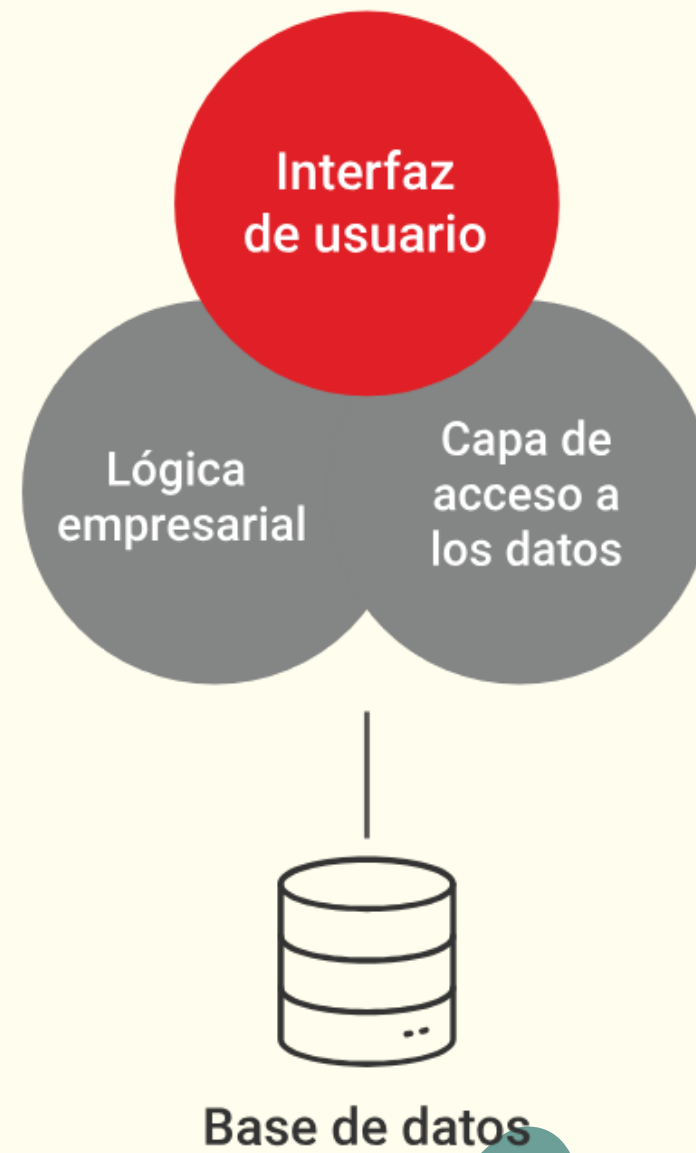 Interfaz
de usuario
Lógica
empresarial
Capa de
acceso a
los datos
Base de datos